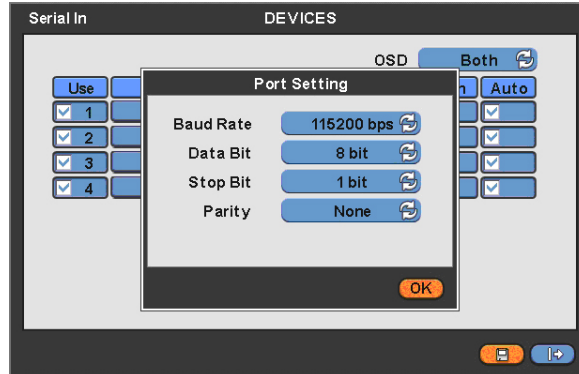 Serial In DEVICES
OSD Both
Use Auto
Port Setting
1
Baud Rate 115200 bps
2
Data Bit 8 bit
3
Stop Bit 1 bit
4
Parity None
OK